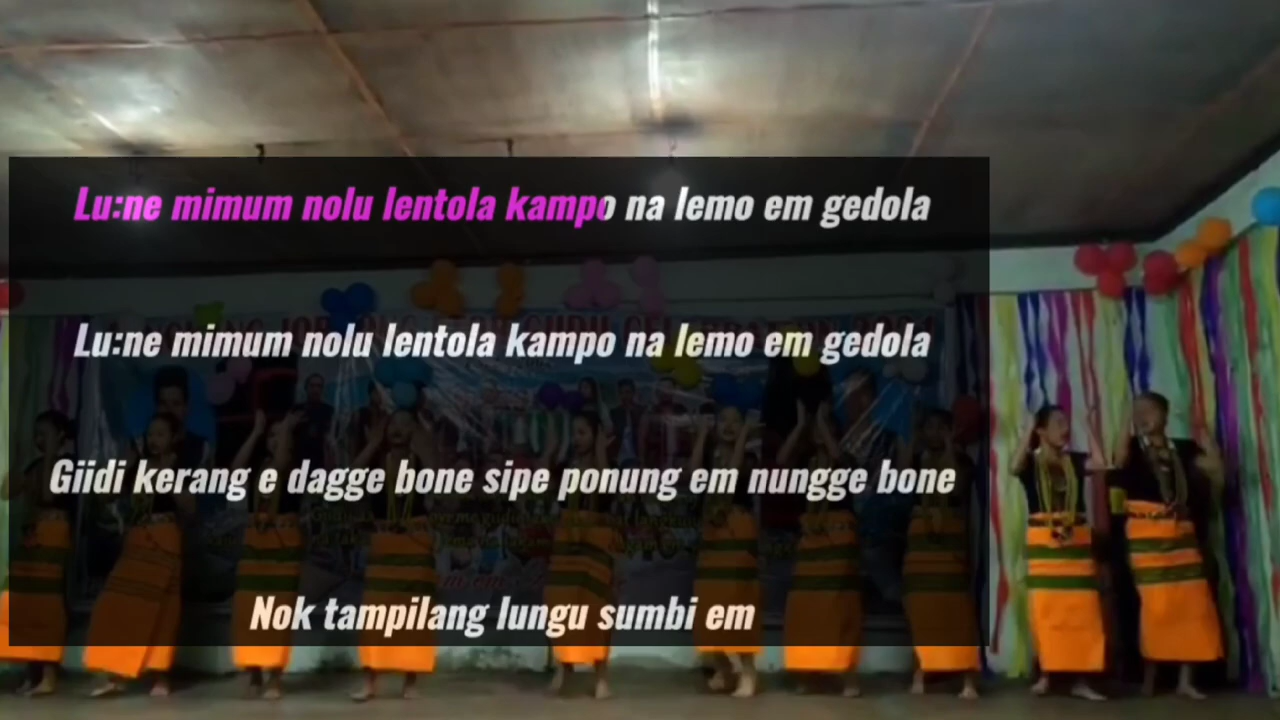 Lu:ne mimum nolu lentola kampo na lemo em gedola
Lu:ne mimum nolu lentola kampo na lemo em gedola
Giidi kerang e dagge bone sipe ponung em nungge bone
Nok tampilang lungu sumbi em